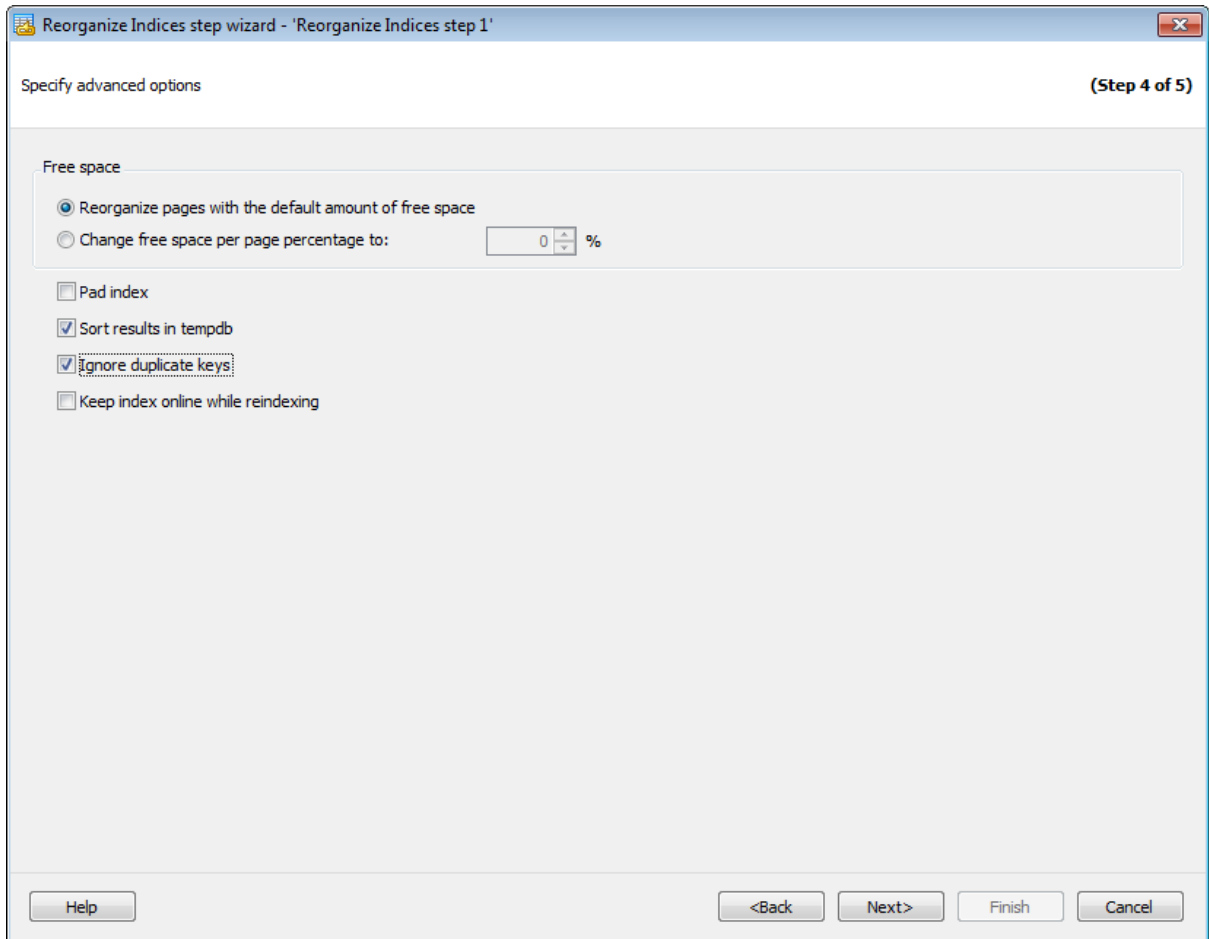 Reorganize Indices step wizard - 'Reorganize Indices step 1'
Specify advanced options (Step 4 of 5)
Free space
Reorganize pages with the default amount of free space
Change free space per page percentage to: 0 %
Pad index
Sort results in tempdb
Ignore duplicate keys
Keep index online while reindexing
Help <Back Next> Finish Cancel